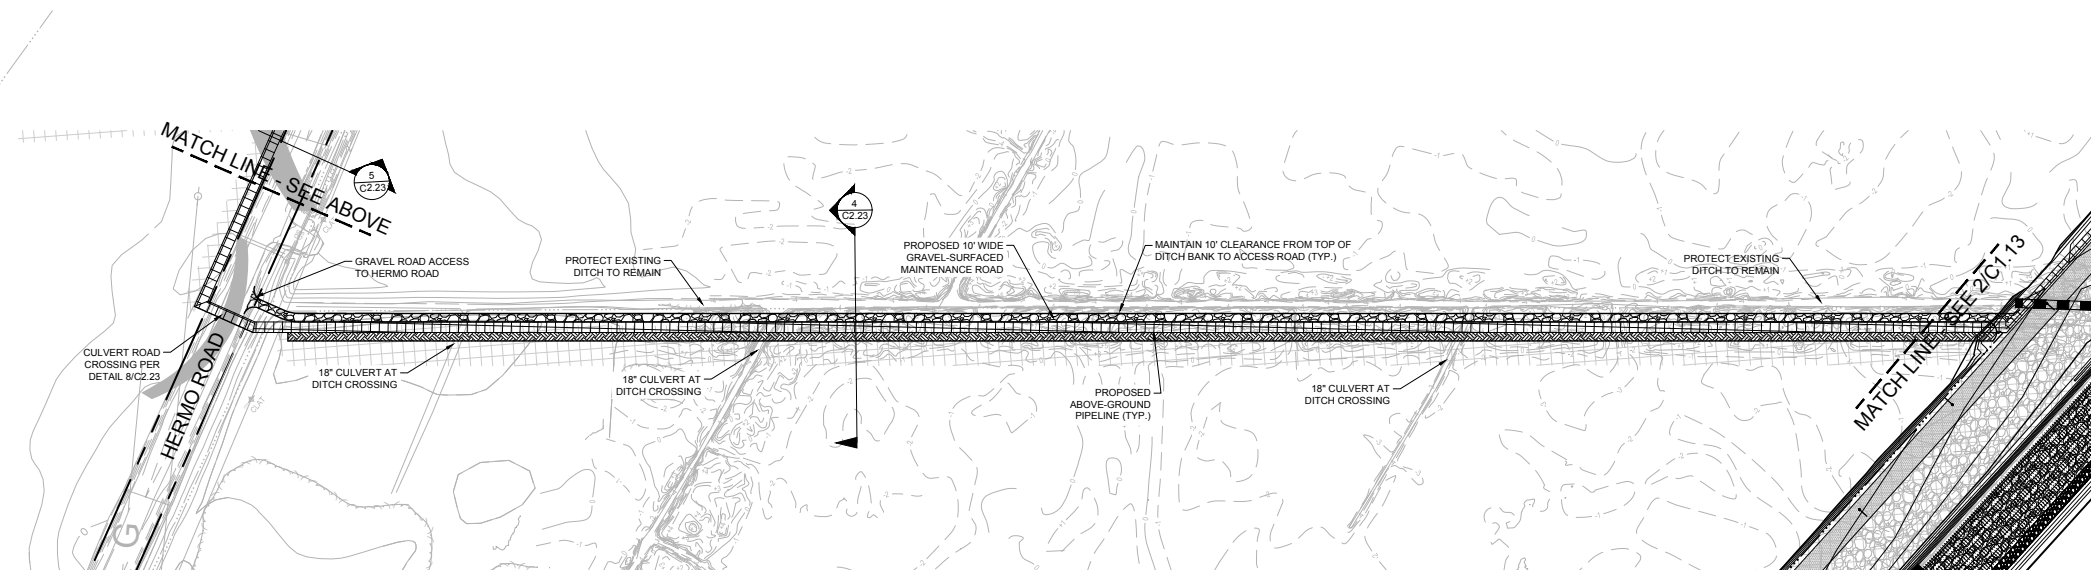 MATCH LINE - SEE ABOVE
5
C2.23
4
C2.23
GRAVEL ROAD ACCESS
TO HERMO ROAD
PROTECT EXISTING
DITCH TO REMAIN
PROPOSED 10' WIDE
GRAVEL-SURFACED
MAINTENANCE ROAD
MAINTAIN 10' CLEARANCE FROM TOP OF
DITCH BANK TO ACCESS ROAD (TYP.)
PROTECT EXISTING
DITCH TO REMAIN
MATCH LINE - SEE 2/C1.13
CULVERT ROAD
CROSSING PER
DETAIL 8/C2.23
HERMO ROAD
18" CULVERT AT
DITCH CROSSING
18" CULVERT AT
DITCH CROSSING
PROPOSED
ABOVE-GROUND
PIPELINE (TYP.)
18" CULVERT AT
DITCH CROSSING
CLAT
G